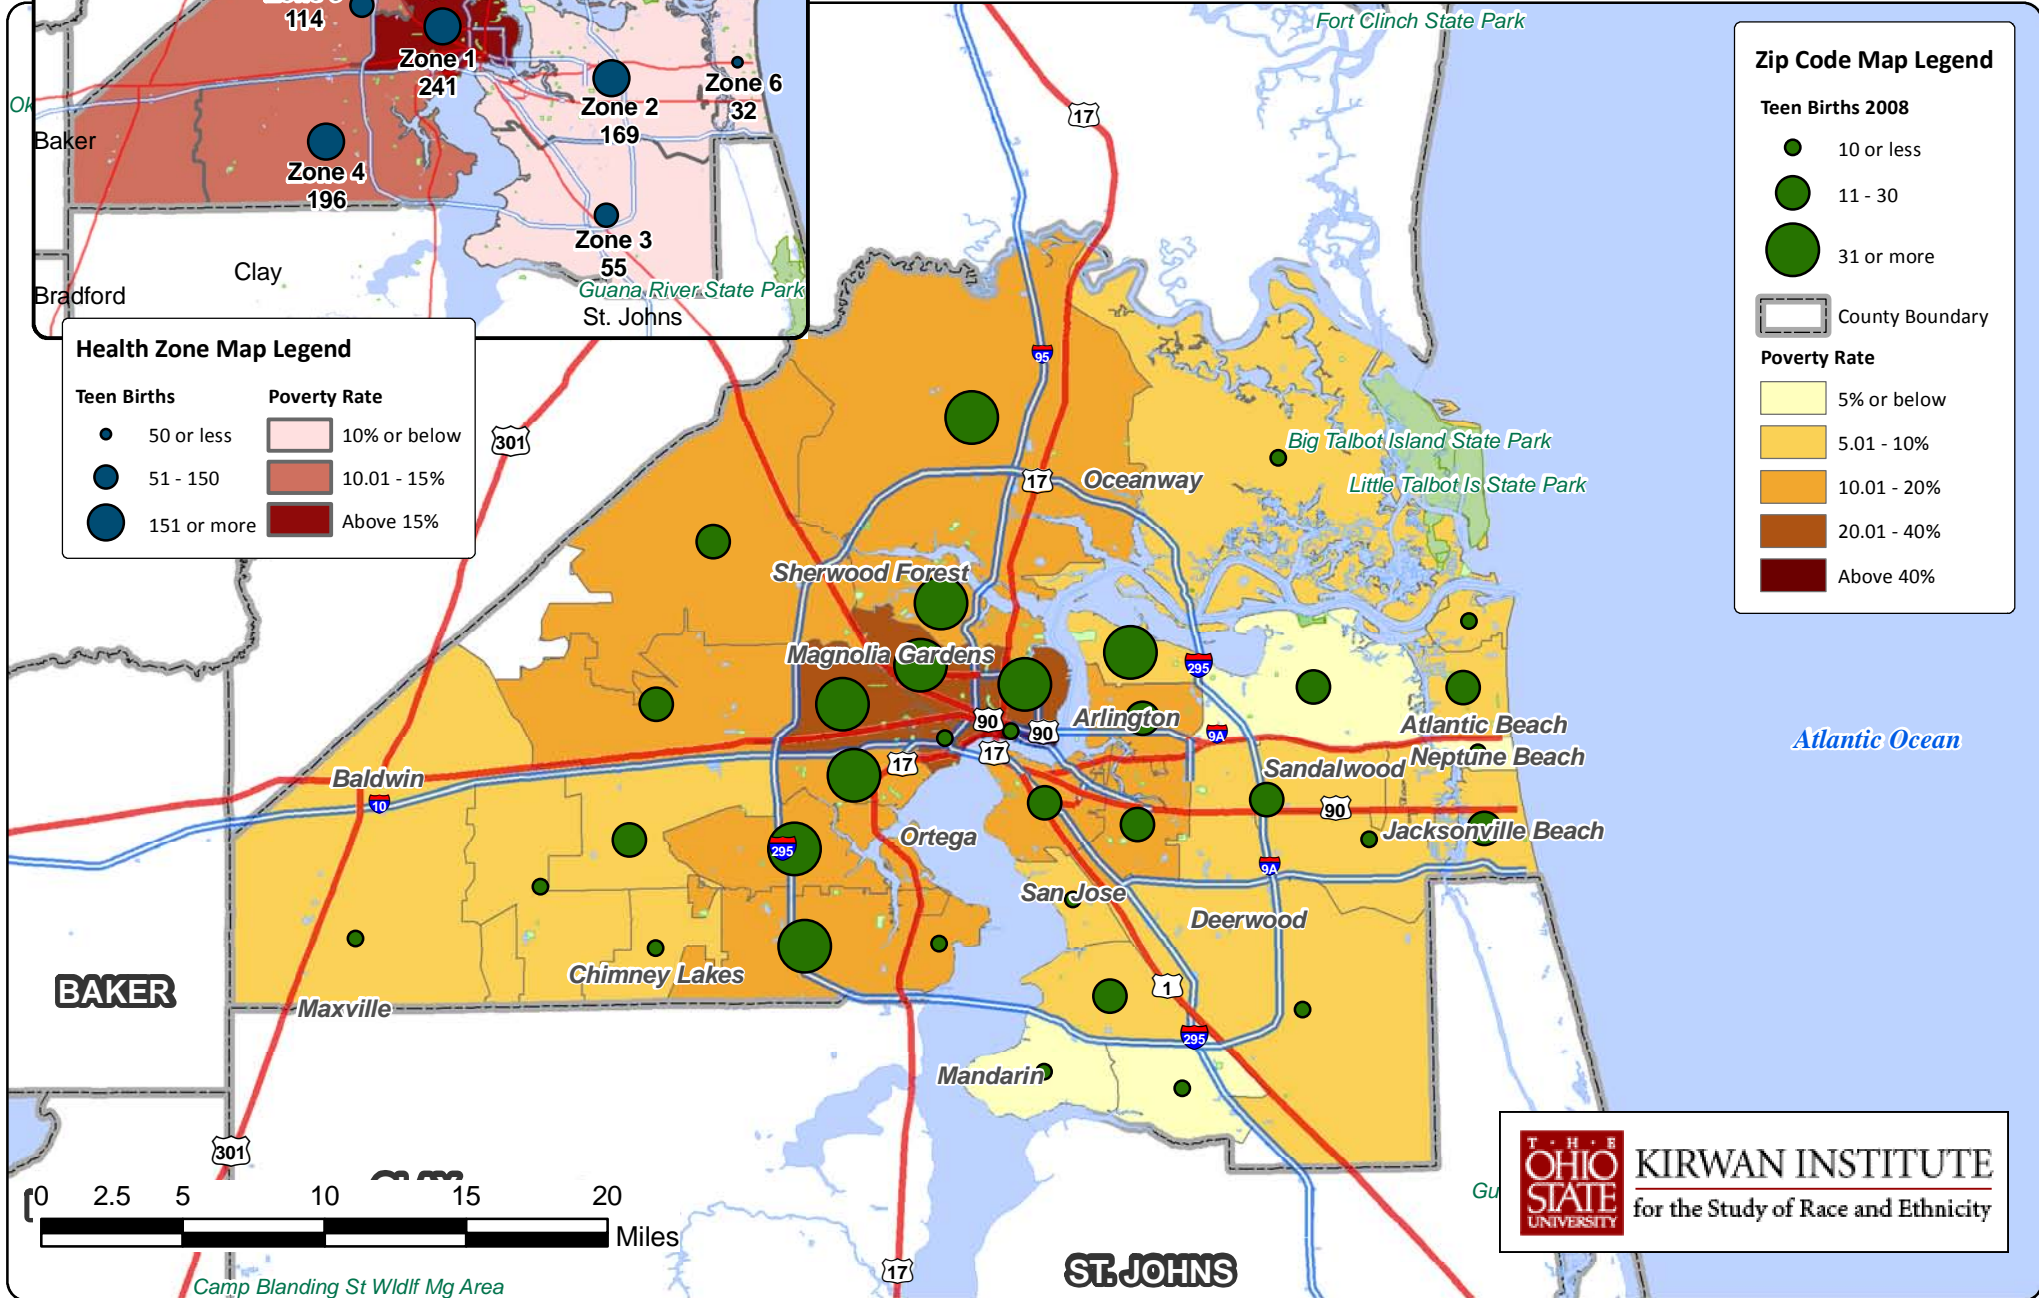 114
Zone 1
241
Zone 2
169
Zone 6
32
Baker
Zone 4
196
Zone 3
55
Clay
Bradford
Guana River State Park
St. Johns
Health Zone Map Legend
Teen Births
Poverty Rate
50 or less
10% or below
51 - 150
10.01 - 15%
151 or more
Above 15%
Fort Clinch State Park
Zip Code Map Legend
Teen Births 2008
10 or less
11 - 30
31 or more
County Boundary
Poverty Rate
5% or below
5.01 - 10%
10.01 - 20%
20.01 - 40%
Above 40%
17
95
301
Big Talbot Island State Park
17
Oceanway
Little Talbot Is State Park
Sherwood Forest
Magnolia Gardens
295
90
Arlington
90
9A
Atlantic Beach
Atlantic Ocean
17
17
Neptune Beach
Sandalwood
Baldwin
10
90
Jacksonville Beach
Ortega
295
9A
San Jose
Deerwood
Chimney Lakes
BAKER
1
Maxville
295
Mandarin
301
0 2.5 5 10 15 20
Miles
17
ST. JOHNS
Camp Blanding St Wldlf Mg Area
Gu
T · H · E
OHIO
STATE
UNIVERSITY
KIRWAN INSTITUTE
for the Study of Race and Ethnicity